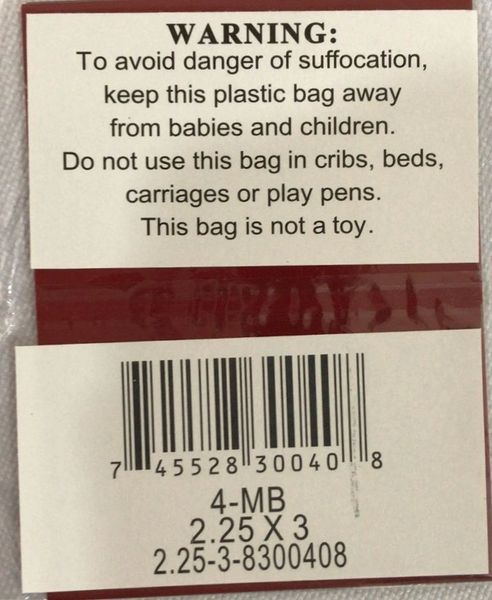 WARNING:
To avoid danger of suffocation,
keep this plastic bag away
from babies and children.
Do not use this bag in cribs, beds,
carriages or play pens.
This bag is not a toy.
7 45528 30040 8
4-MB
2.25 X 3
2.25-3-8300408